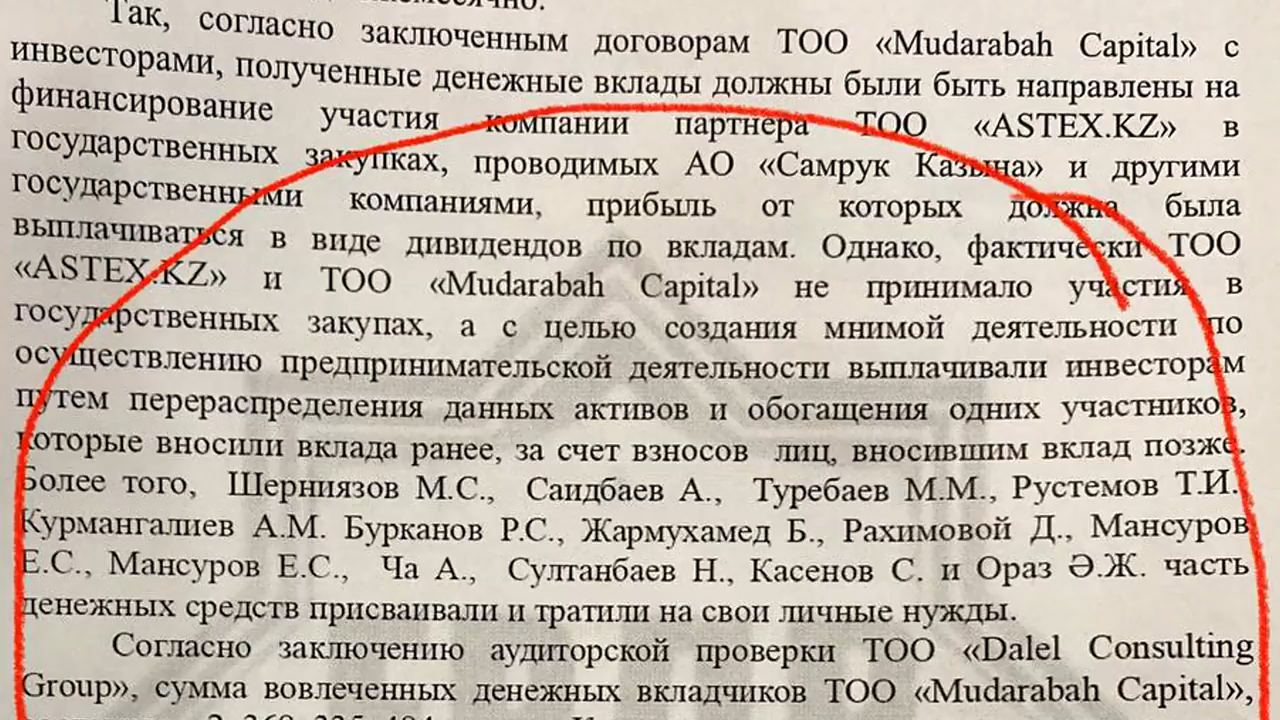 Так, согласно заключенным договорам ТОО «Mudarabah Capital» с
инвесторами, полученные денежные вклады должны были быть направлены на
финансирование участия компании партнера ТОО «ASTEX.KZ» в
государственных закупках, проводимых АО «Самрук Казына» и другими
государственными компаниями, прибыль от которых должна была
выплачиваться в виде дивидендов по вкладам. Однако, фактически ТОО
«ASTEX.KZ» и ТОО «Mudarabah Capital» не принимало участия в
государственных закупах, а с целью создания мнимой деятельности по
осуществлению предпринимательской деятельности выплачивали инвесторам
путем перераспределения данных активов и обогащения одних участников,
которые вносили вклада ранее, за счет взносов лиц, вносившим вклад позже.
Более того, Шерниязов М.С., Саидбаев А., Туребаев М.М., Рустемов Т.И.
Курмангалиев А.М. Бурканов Р.С., Жармухамед Б., Рахимовой Д., Мансуров
Е.С., Мансуров Е.С., Ча А., Султанбаев Н., Касенов С. и Ораз Ә.Ж. часть
денежных средств присваивали и тратили на свои личные нужды.
Согласно заключению аудиторской проверки ТОО «Dalel Consulting
Group», сумма вовлеченных денежных вкладчиков ТОО «Mudarabah Capital»,